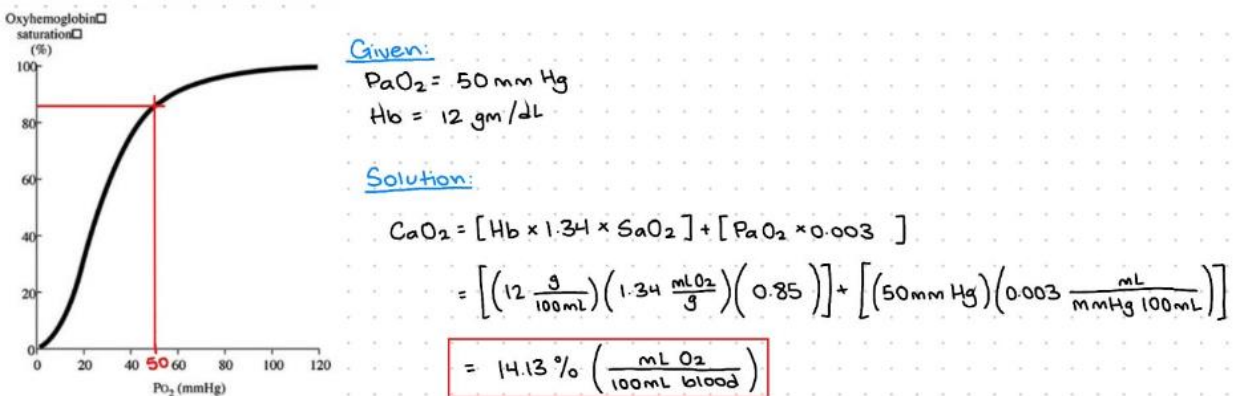 Oxyhemoglobin□
saturation□
(%)
100
80
60
40
20
0
0 20 40 50 60 80 100 120
PO₂ (mmHg)
Given:
PaO₂ = 50 mm Hg
Hb = 12 gm/dL
Solution:
CaO₂ = [Hb × 1.34 × SaO₂] + [PaO₂ × 0.003 ]
= [(12 g/100mL)(1.34 mLO₂/g)(0.85)] + [(50mm Hg)(0.003 mL/mmHg 100mL)]
= 14.13 % (mL O₂/100mL blood)